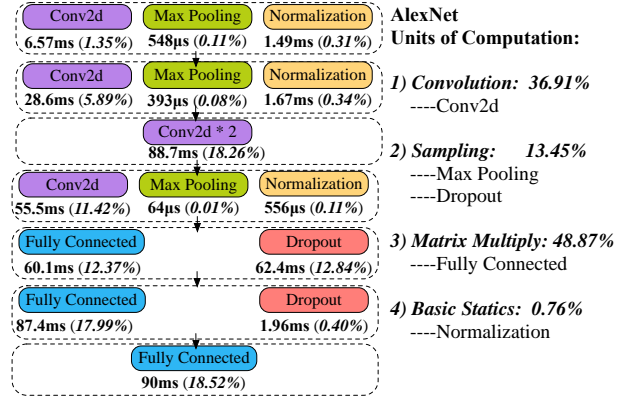 Conv2d Max Pooling Normalization
6.57ms (1.35%) 548μs (0.11%) 1.49ms (0.31%)
Conv2d Max Pooling Normalization
28.6ms (5.89%) 393μs (0.08%) 1.67ms (0.34%)
Conv2d * 2
88.7ms (18.26%)
Conv2d Max Pooling Normalization
55.5ms (11.42%) 64μs (0.01%) 556μs (0.11%)
Fully Connected Dropout
60.1ms (12.37%) 62.4ms (12.84%)
Fully Connected Dropout
87.4ms (17.99%) 1.96ms (0.40%)
Fully Connected
90ms (18.52%)
AlexNet
Units of Computation:
1) Convolution: 36.91%
----Conv2d
2) Sampling: 13.45%
----Max Pooling
----Dropout
3) Matrix Multiply: 48.87%
----Fully Connected
4) Basic Statics: 0.76%
----Normalization